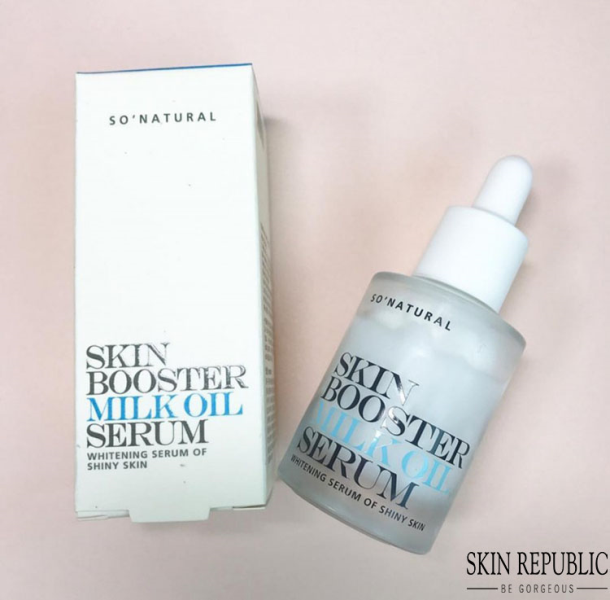 SO'NATURAL
SKIN
BOOSTER
MILK OIL
SERUM
WHITENING SERUM OF
SHINY SKIN
SO'NATURAL
SKIN
BOOSTER
MILK OIL
SERUM
WHITENING SERUM OF SHINY SKIN
SKIN REPUBLIC
BE GORGEOUS